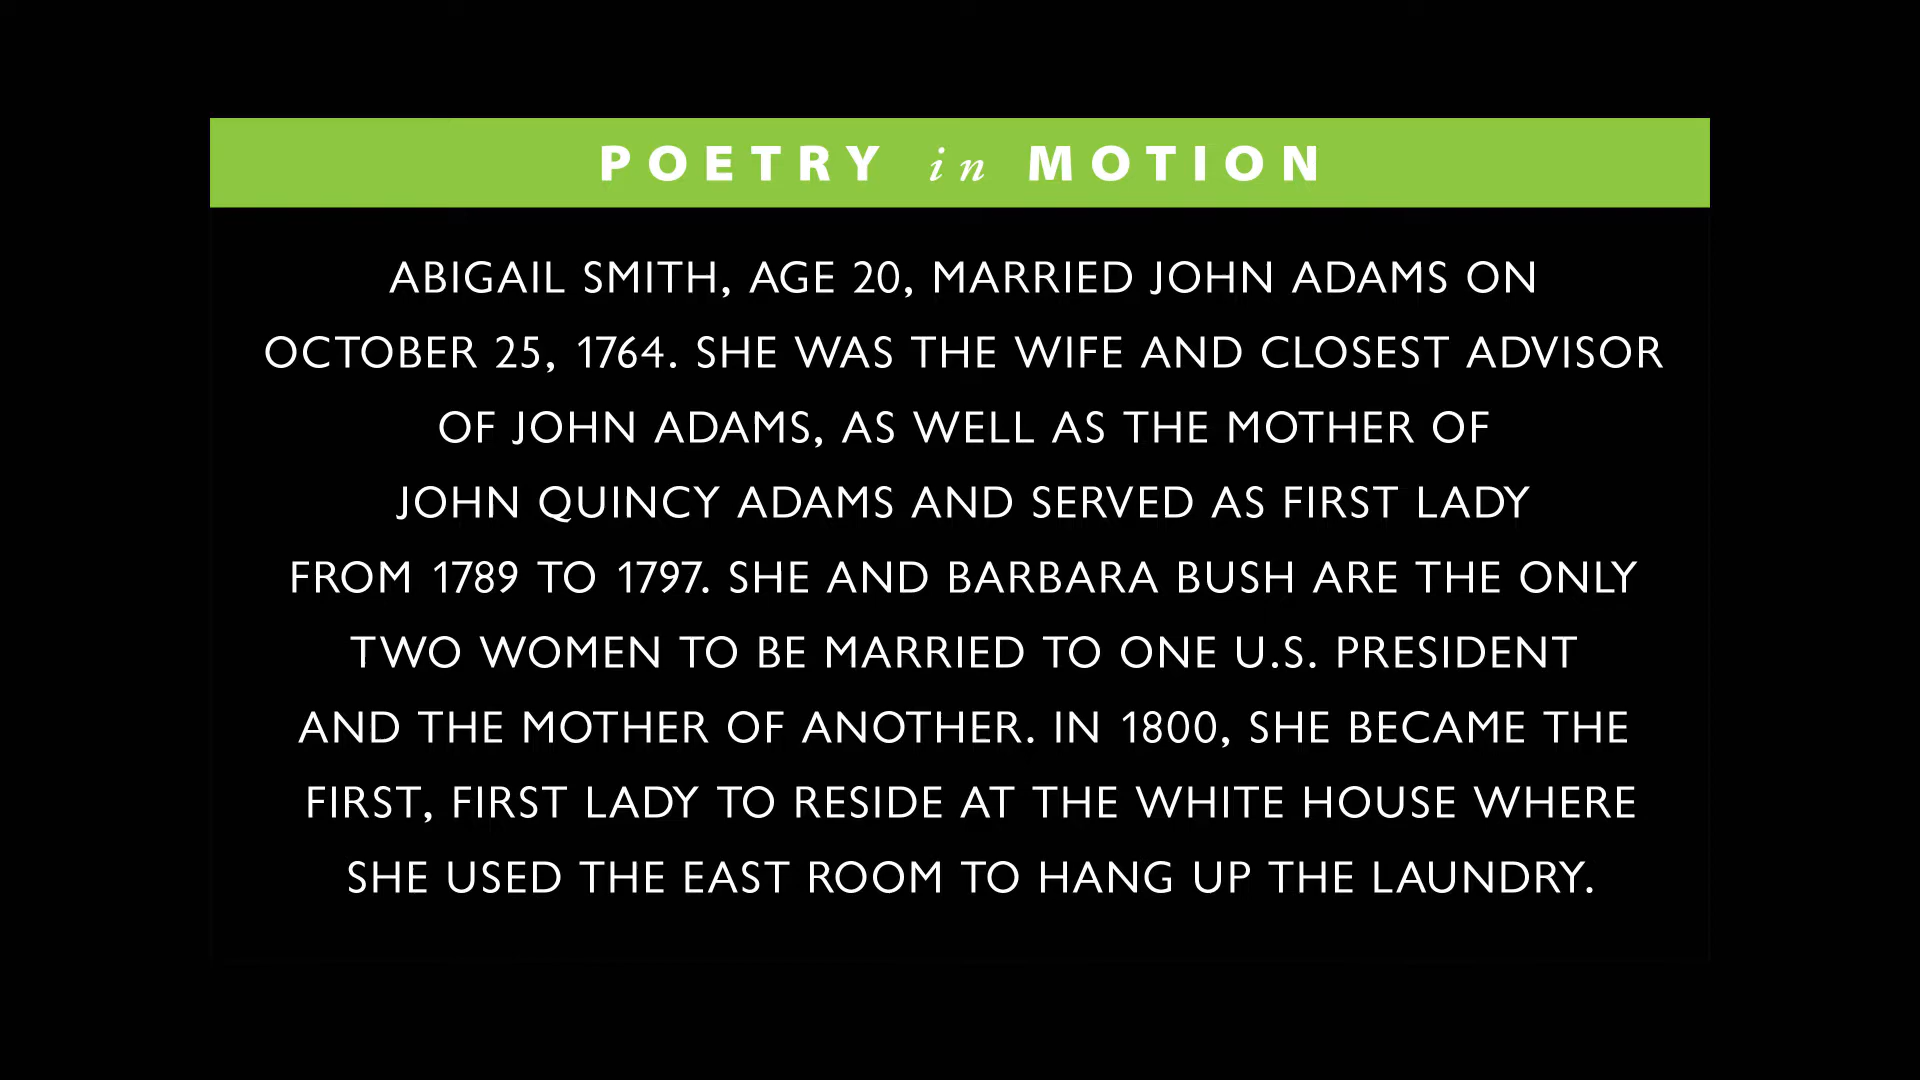 POETRY in MOTION
ABIGAIL SMITH, AGE 20, MARRIED JOHN ADAMS ON
OCTOBER 25, 1764. SHE WAS THE WIFE AND CLOSEST ADVISOR
OF JOHN ADAMS, AS WELL AS THE MOTHER OF
JOHN QUINCY ADAMS AND SERVED AS FIRST LADY
FROM 1789 TO 1797. SHE AND BARBARA BUSH ARE THE ONLY
TWO WOMEN TO BE MARRIED TO ONE U.S. PRESIDENT
AND THE MOTHER OF ANOTHER. IN 1800, SHE BECAME THE
FIRST, FIRST LADY TO RESIDE AT THE WHITE HOUSE WHERE
SHE USED THE EAST ROOM TO HANG UP THE LAUNDRY.